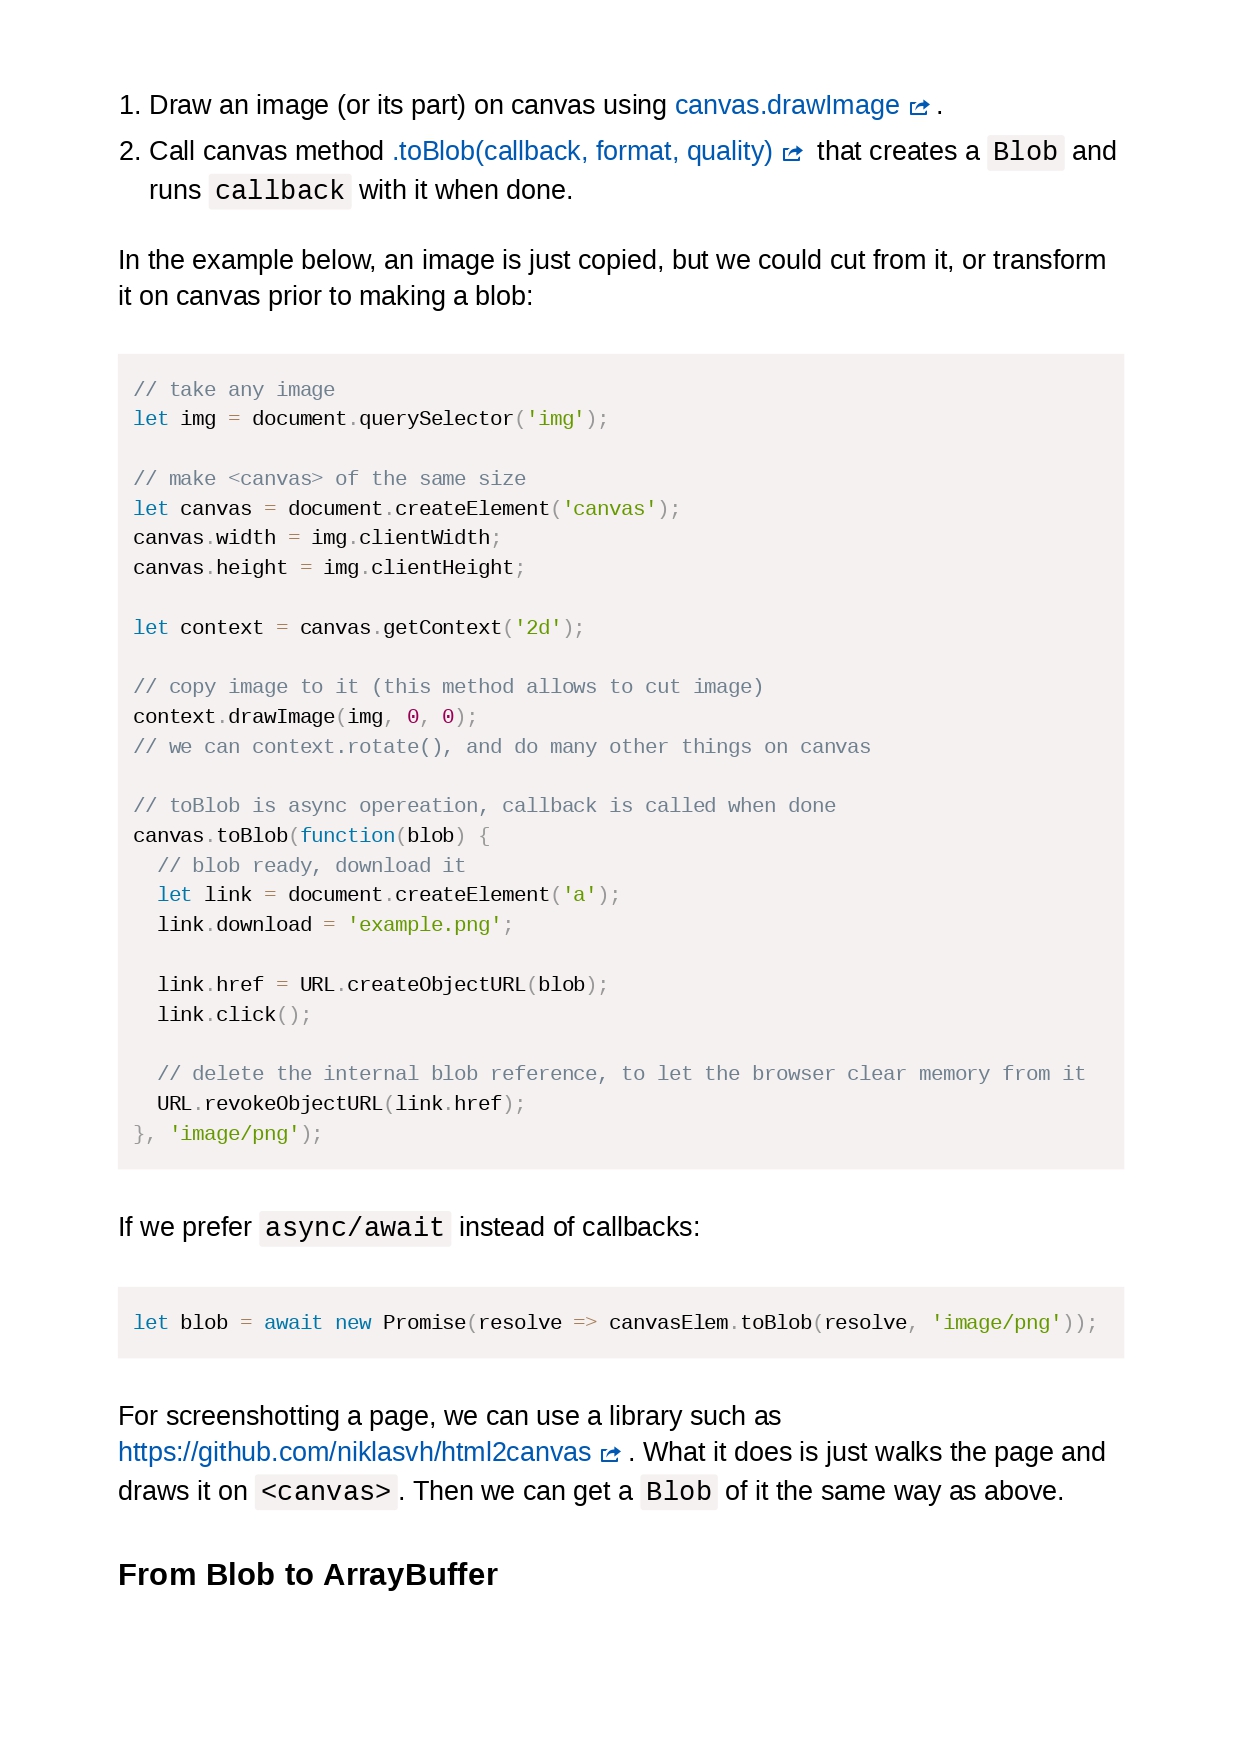 1. Draw an image (or its part) on canvas using canvas.drawImage .
2. Call canvas method .toBlob(callback, format, quality) that creates a Blob and
runs callback with it when done.
In the example below, an image is just copied, but we could cut from it, or transform
it on canvas prior to making a blob:
// take any image
let img = document.querySelector('img');
// make <canvas> of the same size
let canvas = document.createElement('canvas');
canvas.width = img.clientWidth;
canvas.height = img.clientHeight;
let context = canvas.getContext('2d');
// copy image to it (this method allows to cut image)
context.drawImage(img, 0, 0);
// we can context.rotate(), and do many other things on canvas
// toBlob is async opereation, callback is called when done
canvas.toBlob(function(blob) {
  // blob ready, download it
  let link = document.createElement('a');
  link.download = 'example.png';
  link.href = URL.createObjectURL(blob);
  link.click();
  // delete the internal blob reference, to let the browser clear memory from it
  URL.revokeObjectURL(link.href);
}, 'image/png');
If we prefer async/await instead of callbacks:
let blob = await new Promise(resolve => canvasElem.toBlob(resolve, 'image/png'));
For screenshotting a page, we can use a library such as
https://github.com/niklasvh/html2canvas . What it does is just walks the page and
draws it on <canvas>. Then we can get a Blob of it the same way as above.
From Blob to ArrayBuffer